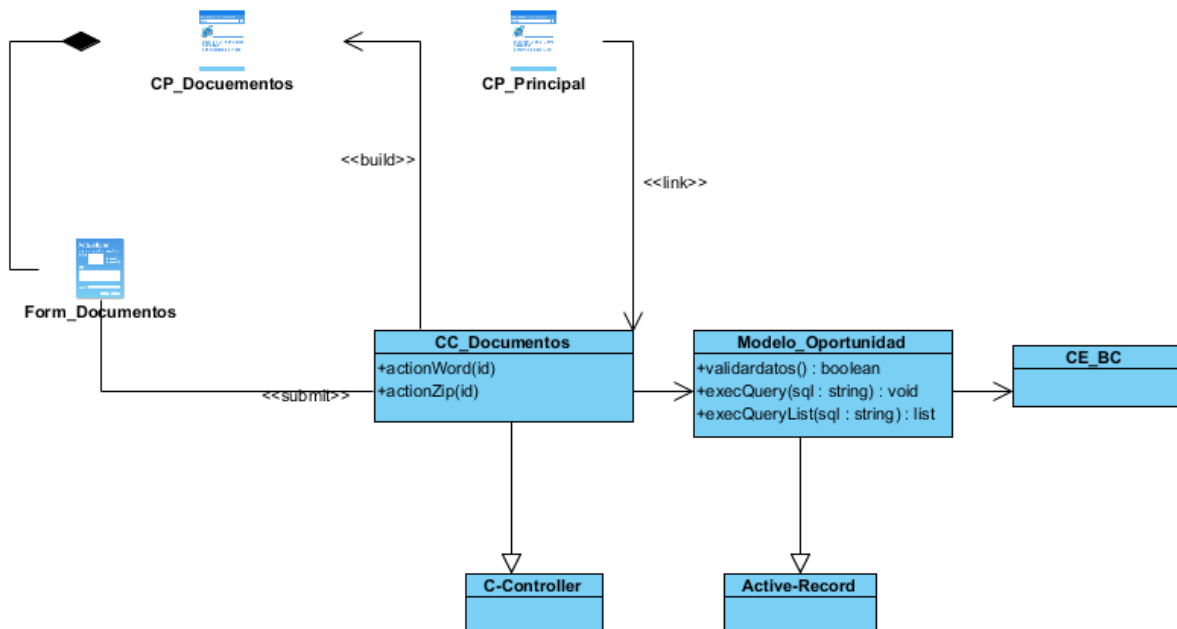 CP_Docuementos
CP_Principal
<<build>>
<<link>>
Form_Documentos
<<submit>>
CC_Documentos
+actionWord(id)
+actionZip(id)
Modelo_Oportunidad
+validardatos() : boolean
+execQuery(sql : string) : void
+execQueryList(sql : string) : list
CE_BC
C-Controller
Active-Record